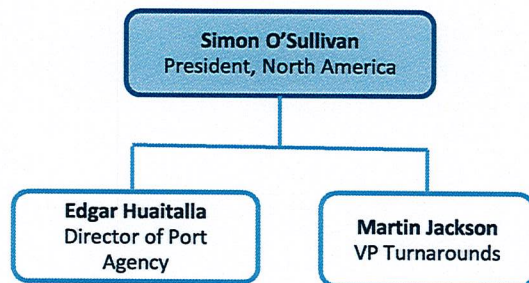 Simon O'Sullivan
President, North America
Edgar Huaitalla
Director of Port
Agency
Martin Jackson
VP Turnarounds